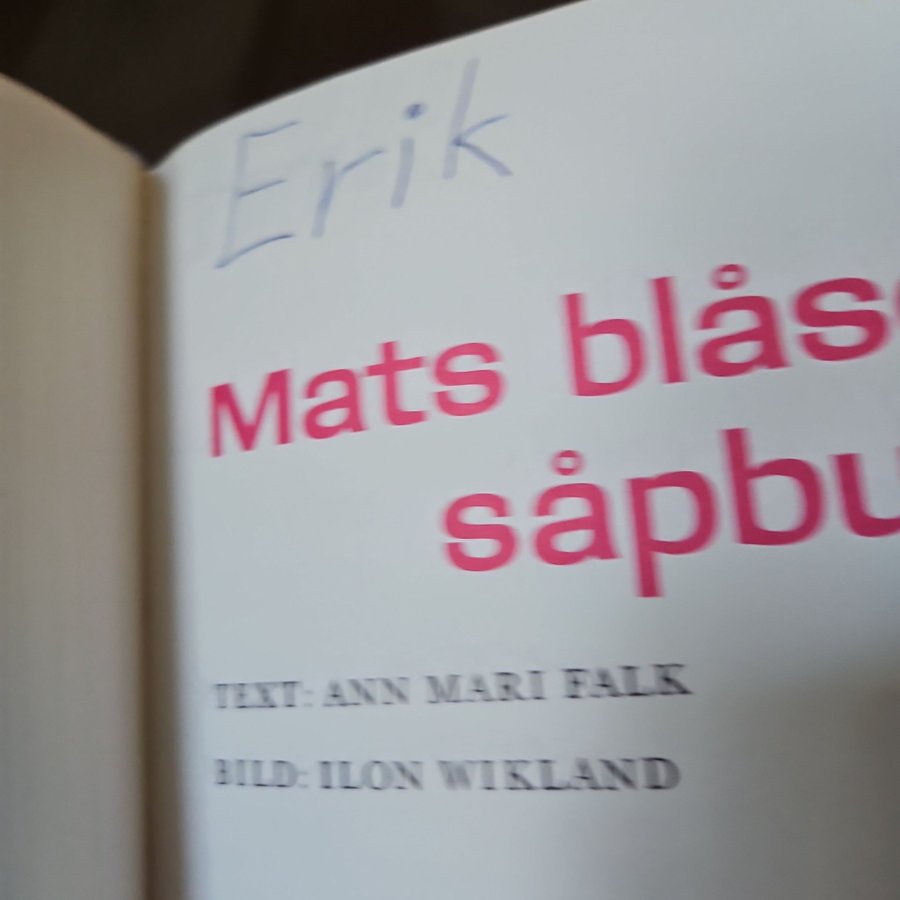 Erik
Mats blås
såpbu
TEXT: ANN MARI FALK
BILD: ILON WIKLAND